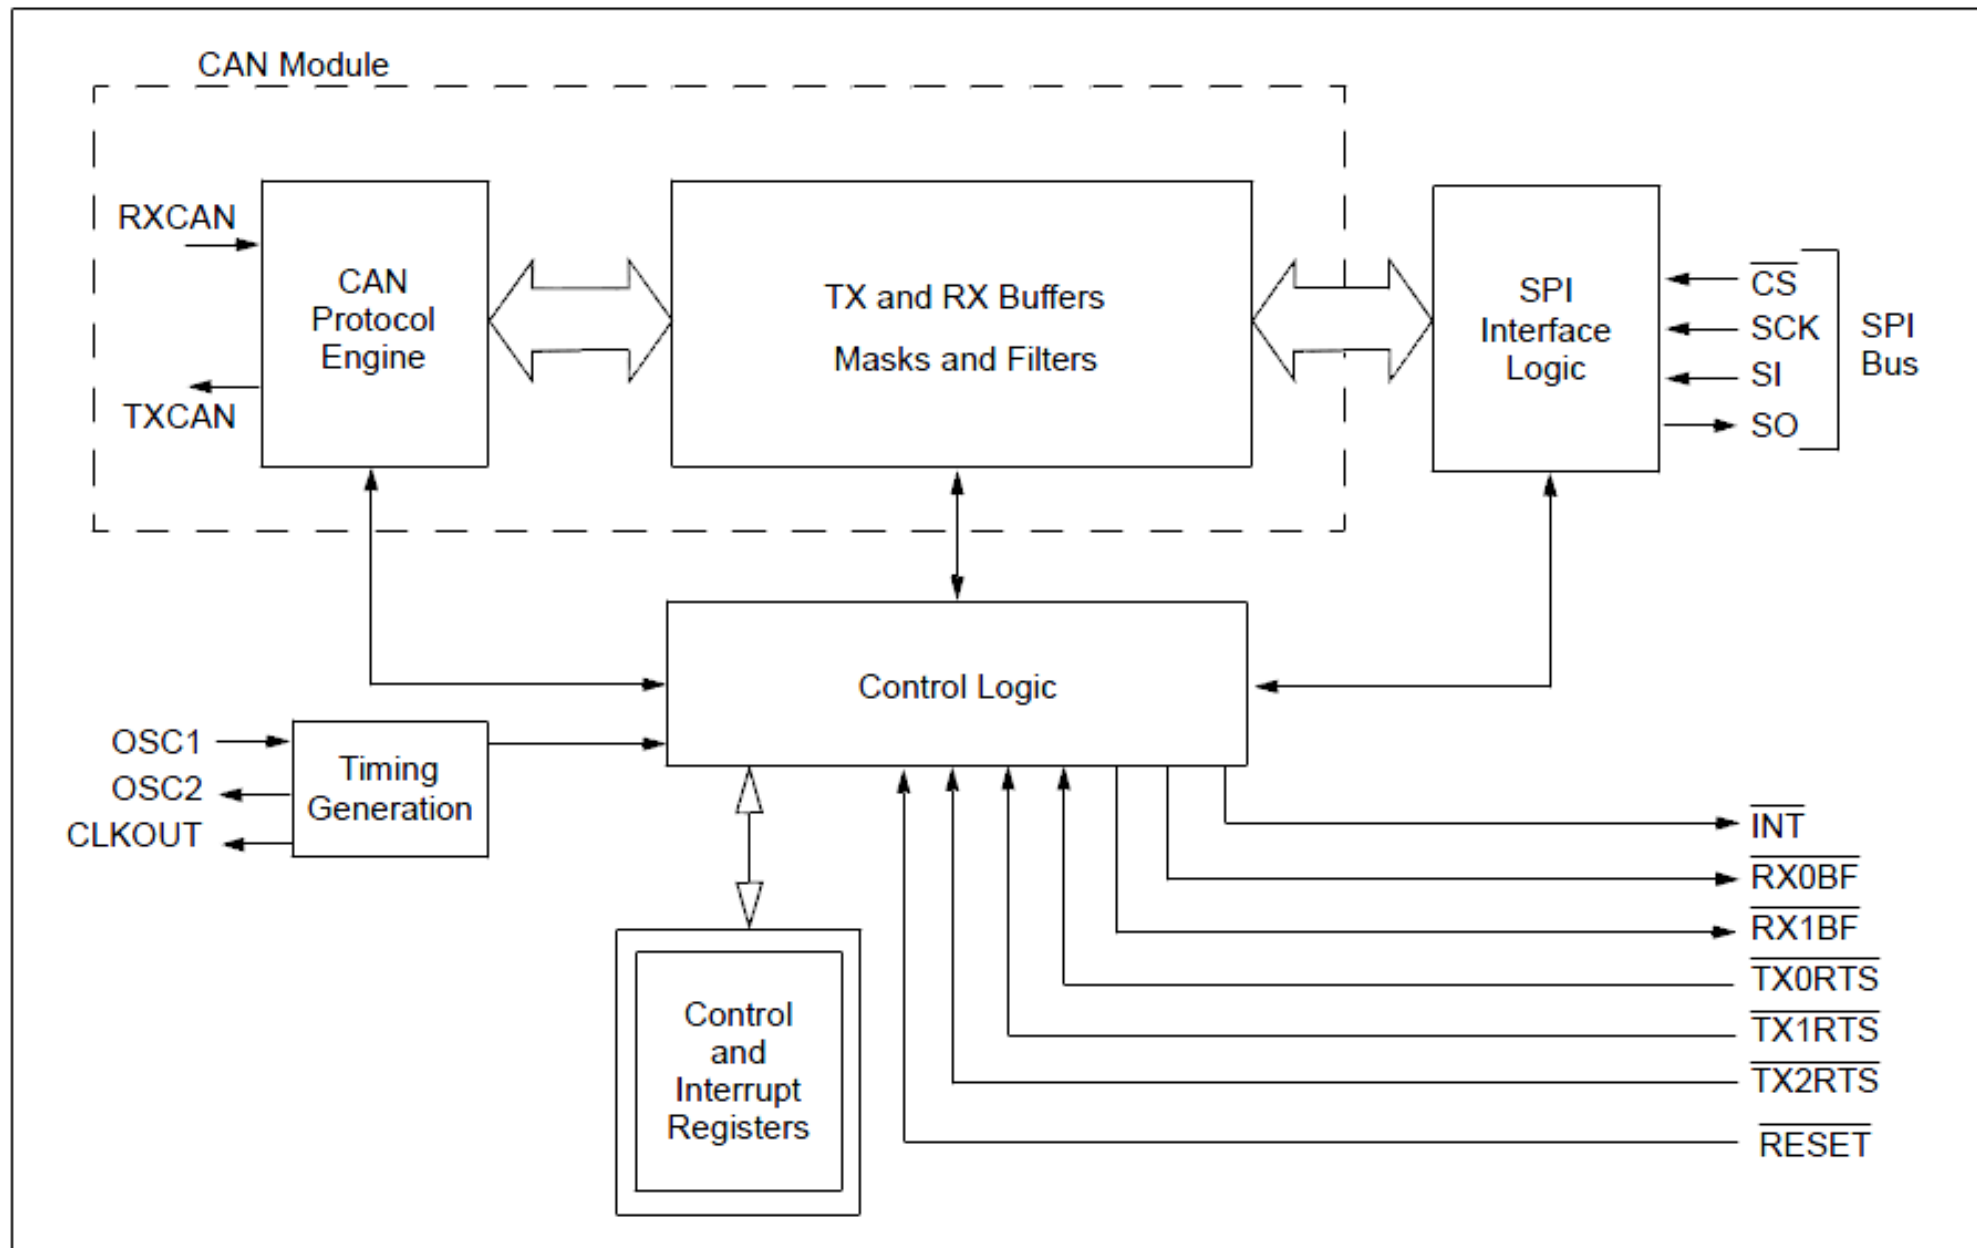 CAN Module
RXCAN
TXCAN
CAN
Protocol
Engine
TX and RX Buffers
Masks and Filters
SPI
Interface
Logic
CS
SCK
SI
SO
SPI
Bus
Control Logic
OSC1
OSC2
CLKOUT
Timing
Generation
Control
and
Interrupt
Registers
INT
RX0BF
RX1BF
TX0RTS
TX1RTS
TX2RTS
RESET